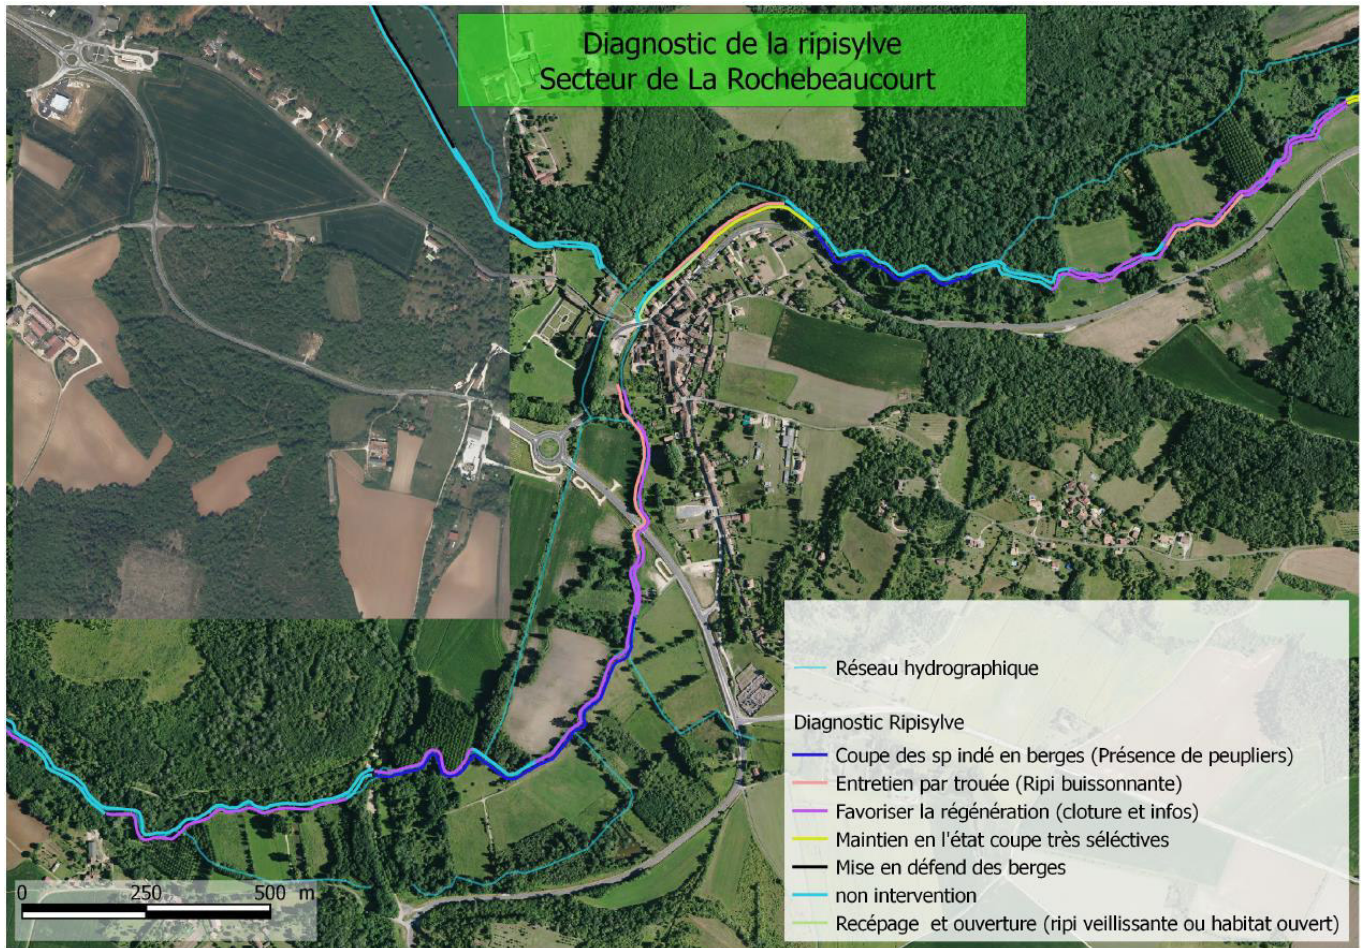 Diagnostic de la ripisylve
Secteur de La Rochebeaucourt
Réseau hydrographique
Diagnostic Ripisylve
Coupe des sp indé en berges (Présence de peupliers)
Entretien par trouée (Ripi buissonnante)
Favoriser la régénération (cloture et infos)
Maintien en l'état coupe très séléctives
Mise en défend des berges
non intervention
Recépage et ouverture (ripi veillissante ou habitat ouvert)
0 250 500 m